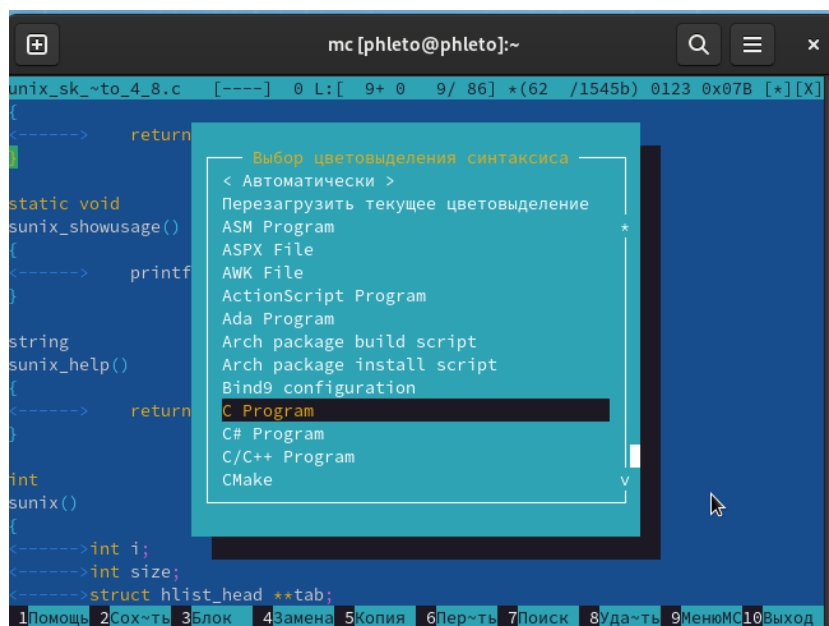 mc [phleto@phleto]:~
unix_sk_~to_4_8.c [----] 0 L:[ 9+ 0 9/ 86] *(62 /1545b) 0123 0x07B [*][X]
{
<------> return
}
static void
sunix_showusage()
{
<------> printf
}
string
sunix_help()
{
<------> return
}
int
sunix()
{
<------>int i;
<------>int size;
<------>struct hlist_head **tab;
Выбор цветовыделения синтаксиса
< Автоматически >
Перезагрузить текущее цветовыделение
ASM Program
ASPX File
AWK File
ActionScript Program
Ada Program
Arch package build script
Arch package install script
Bind9 configuration
C Program
C# Program
C/C++ Program
CMake
1Помощь 2Сох~ть 3Блок 4Замена 5Копия 6Пер~ть 7Поиск 8Уда~ть 9МенюМС10Выход